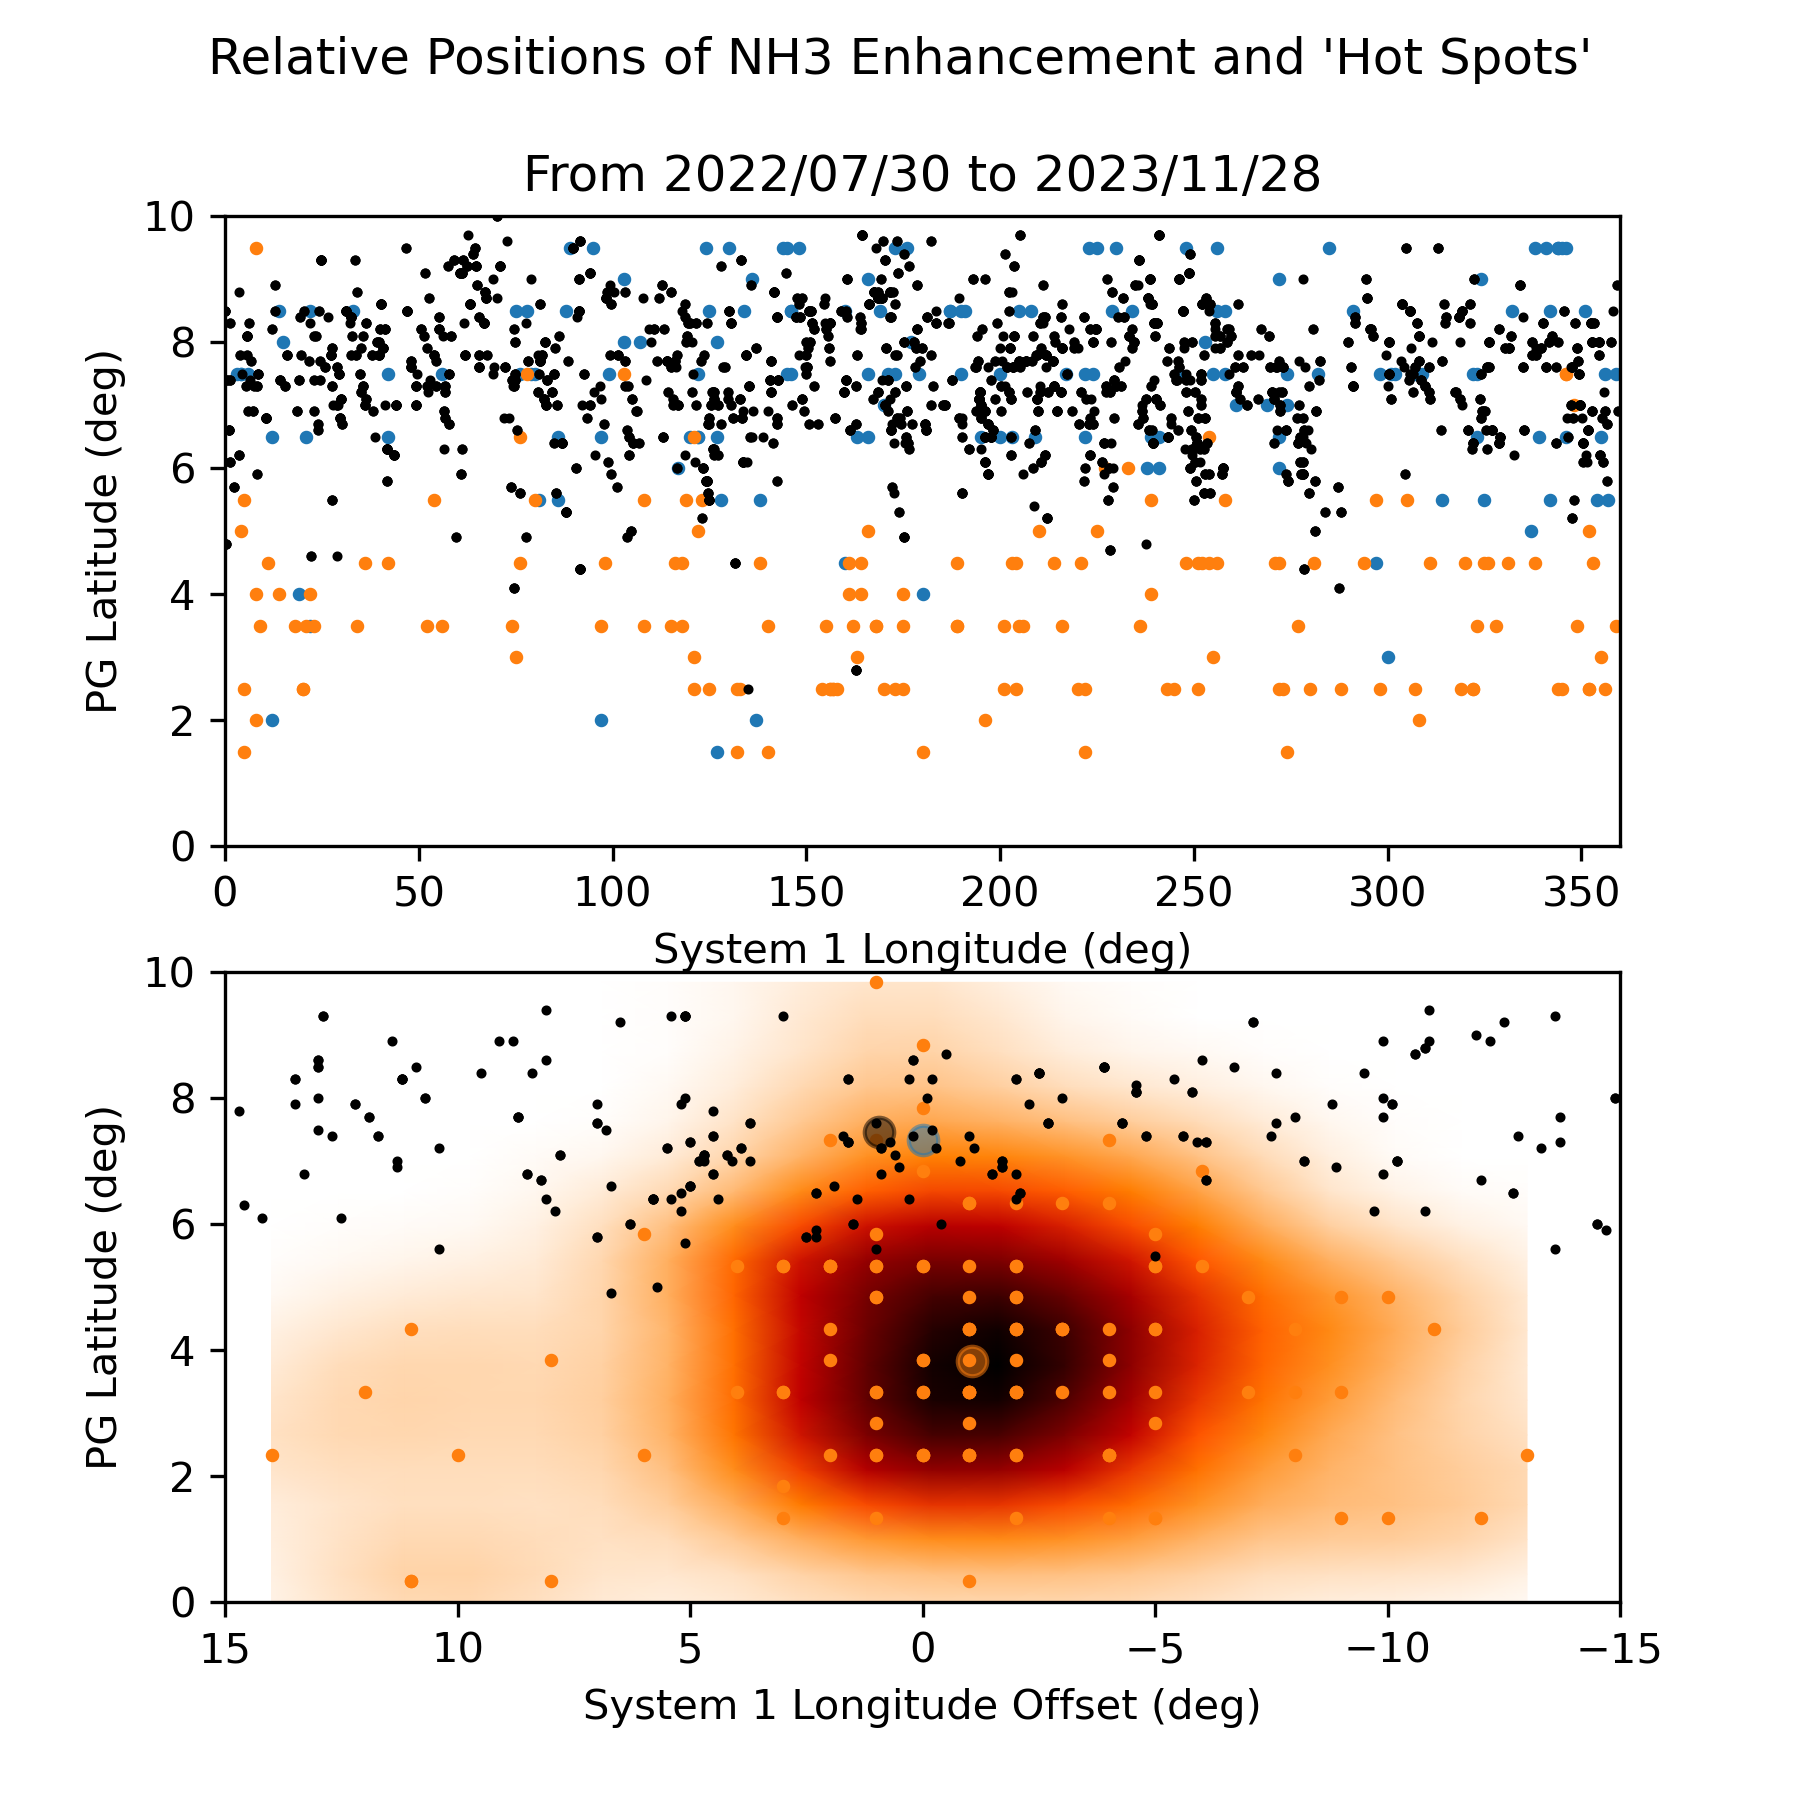 Relative Positions of NH3 Enhancement and 'Hot Spots'
From 2022/07/30 to 2023/11/28
10
8
6
4
2
0
PG Latitude (deg)
0 50 100 150 200 250 300 350
System 1 Longitude (deg)
10
8
6
4
2
0
PG Latitude (deg)
15 10 5 0 −5 −10 −15
System 1 Longitude Offset (deg)